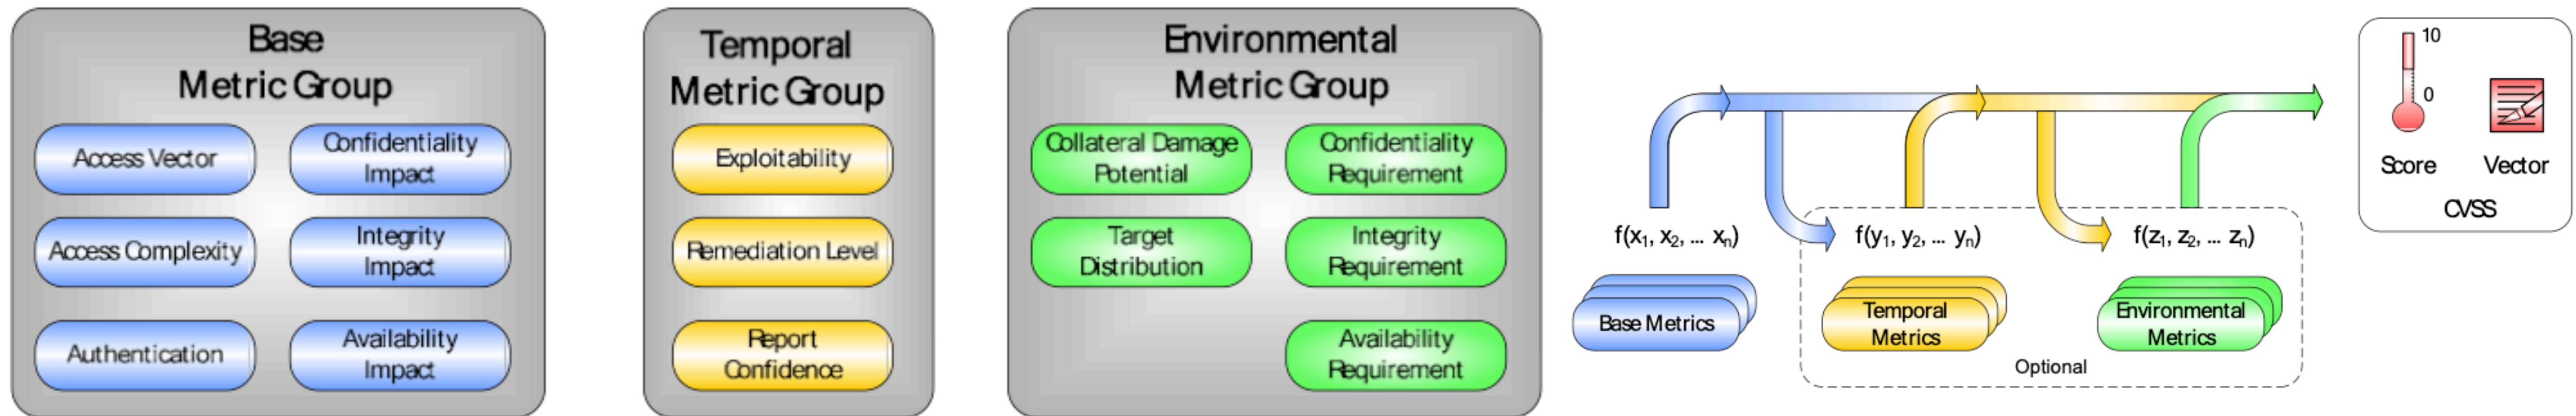 Base
Metric Group
Access Vector
Confidentiality
Impact
Access Complexity
Integrity
Impact
Authentication
Availability
Impact
Temporal
Metric Group
Exploitability
Remediation Level
Report
Confidence
Environmental
Metric Group
Collateral Damage
Potential
Confidentiality
Requirement
Target
Distribution
Integrity
Requirement
Availability
Requirement
f(x₁, x₂, ... xₙ)
f(y₁, y₂, ... yₙ)
f(z₁, z₂, ... zₙ)
Base Metrics
Temporal
Metrics
Environmental
Metrics
Optional
10
0
Score
Vector
CVSS